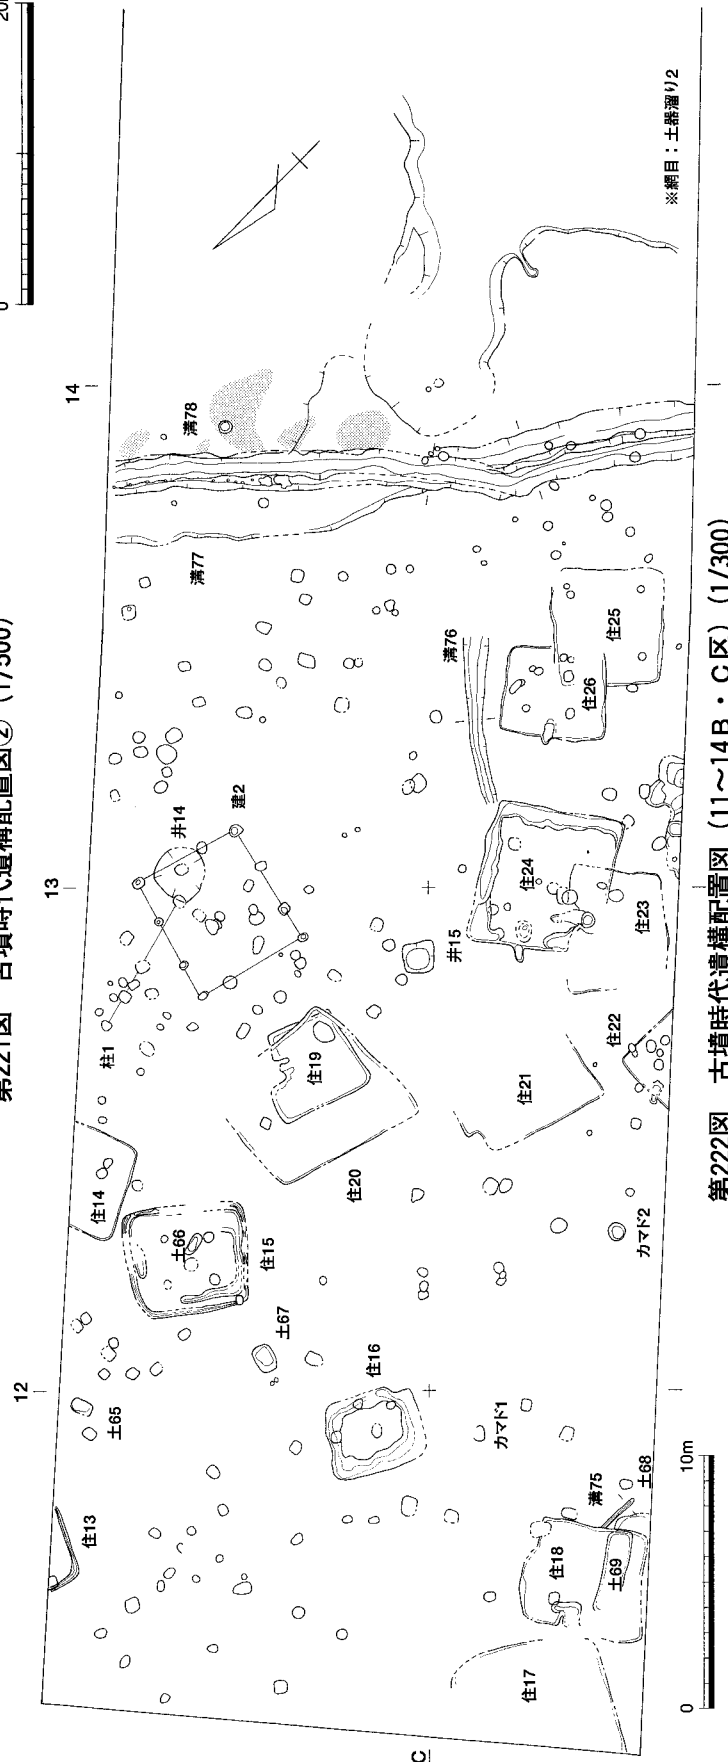 0
20
第221図 古墳時代遺構配置図② (1/500)
14
13
12
C
溝78
溝77
溝76
※網目：土器溜り2
住25
住26
井14
建2
柱1
住24
住23
井15
住22
住21
住19
住20
住14
土66
住15
土67
住16
カマド2
カマド1
土65
住13
溝75
土68
住18
土69
住17
0
10m
第222図 古墳時代遺構配置図 (11〜14B・C区) (1/300)